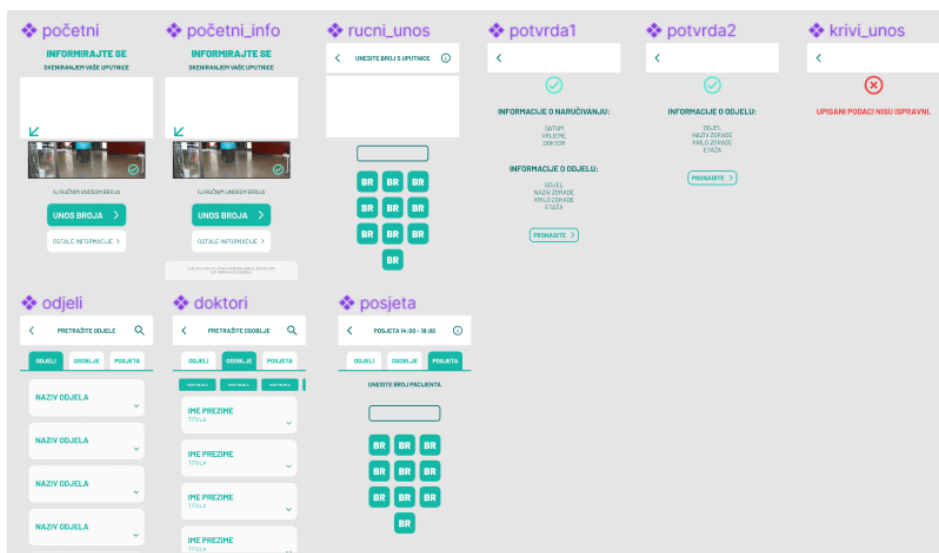 početni
INFORMIRAJTE SE
SKENIRANJEM VAŠE UPUTNICE
ILI RUČNIM UNOSOM BROJA
UNOS BROJA
OSTALE INFORMACIJE
početni_info
INFORMIRAJTE SE
SKENIRANJEM VAŠE UPUTNICE
ILI RUČNIM UNOSOM BROJA
UNOS BROJA
OSTALE INFORMACIJE
rucni_unos
UNESITE BROJ S UPUTNICE
BR BR BR
BR BR BR
BR BR BR
BR
potvrda1
INFORMACIJE O NARUČIVANJU:
DATUM
VRIJEME
DOKTOR
INFORMACIJE O ODJELU:
ODJEL
NAZIV ZGRADE
KRILO ZGRADE
ETAŽA
PRONAĐITE
potvrda2
INFORMACIJE O ODJELU:
ODJEL
NAZIV ZGRADE
KRILO ZGRADE
ETAŽA
PRONAĐITE
krivi_unos
UPISANI PODACI NISU ISPRAVNI.
odjeli
PRETRAŽITE ODJELE
ODJELI OSOBLJE POSJETA
NAZIV ODJELA
NAZIV ODJELA
NAZIV ODJELA
NAZIV ODJELA
doktori
PRETRAŽITE OSOBLJE
ODJELI OSOBLJE POSJETA
IME PREZIME
TITULA
IME PREZIME
TITULA
IME PREZIME
TITULA
IME PREZIME
TITULA
posjeta
POSJETA 14:00 - 18:00
ODJELI OSOBLJE POSJETA
UNESITE BROJ PACIJENTA
BR BR BR
BR BR BR
BR BR BR
BR